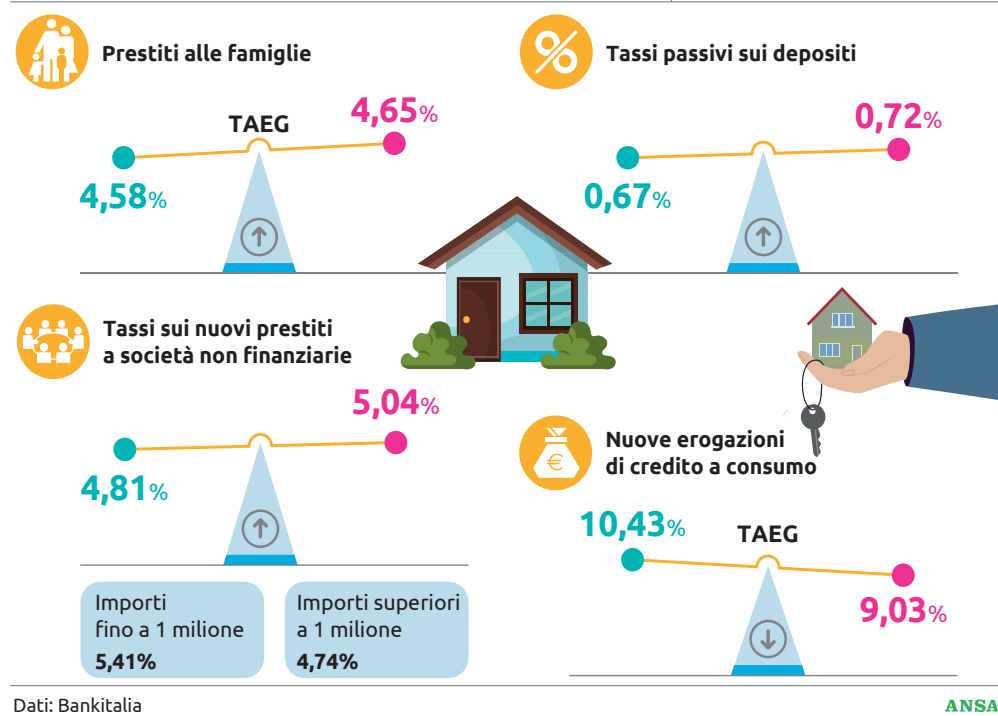 Prestiti alle famiglie
TAEG
4,65%
4,58%
Tassi passivi sui depositi
0,72%
0,67%
Tassi sui nuovi prestiti
a società non finanziarie
5,04%
4,81%
Importi
fino a 1 milione
5,41%
Importi superiori
a 1 milione
4,74%
Nuove erogazioni
di credito a consumo
10,43%
TAEG
9,03%
Dati: Bankitalia
ANSA